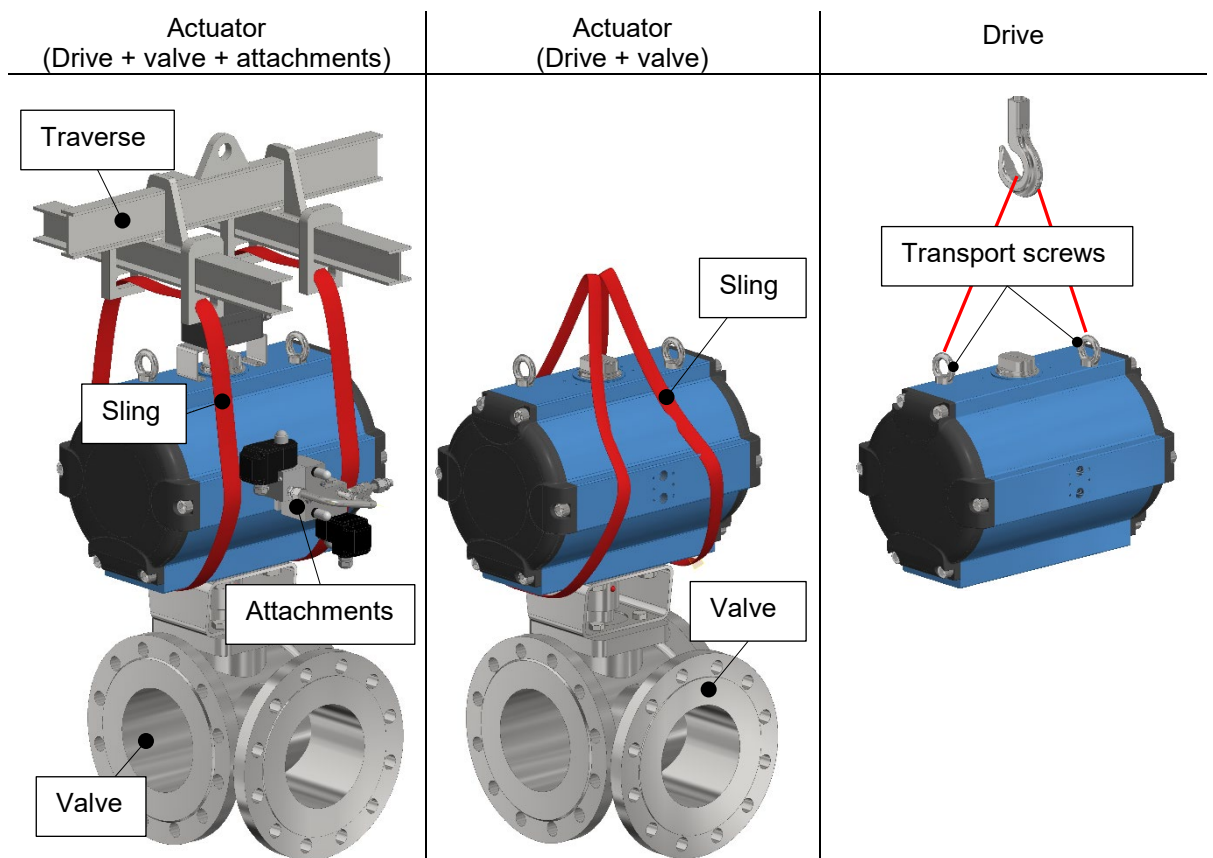 Actuator
(Drive + valve + attachments)
Actuator
(Drive + valve)
Drive
Traverse
Sling
Attachments
Valve
Sling
Valve
Transport screws